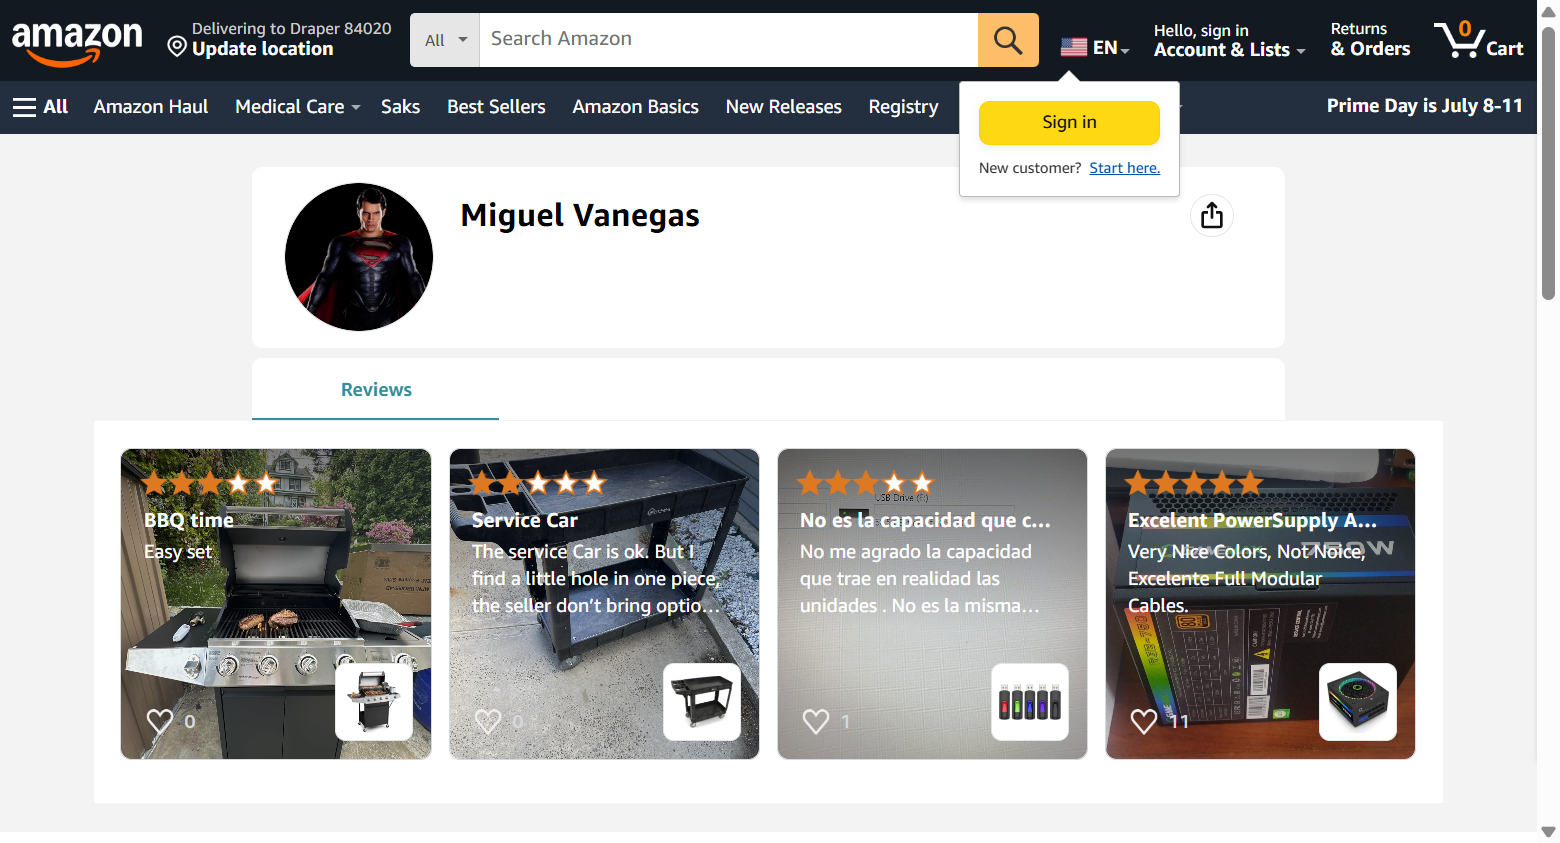 amazon
Delivering to Draper 84020
Update location
All
Search Amazon
EN
Hello, sign in
Account & Lists
Returns
& Orders
0
Cart
All
Amazon Haul
Medical Care
Saks
Best Sellers
Amazon Basics
New Releases
Registry
Prime Day is July 8-11
Sign in
New customer? Start here.
Miguel Vanegas
Reviews
BBQ time
Easy set
0
Service Car
The service Car is ok. But I
find a little hole in one piece,
the seller don’t bring optio...
0
USB Drive (F:)
No es la capacidad que c...
No me agrado la capacidad
que trae en realidad las
unidades . No es la misma...
1
Excelent PowerSupply A...
Very Nice Colors, Not Noice,
Excelente Full Modular
Cables.
750W
11